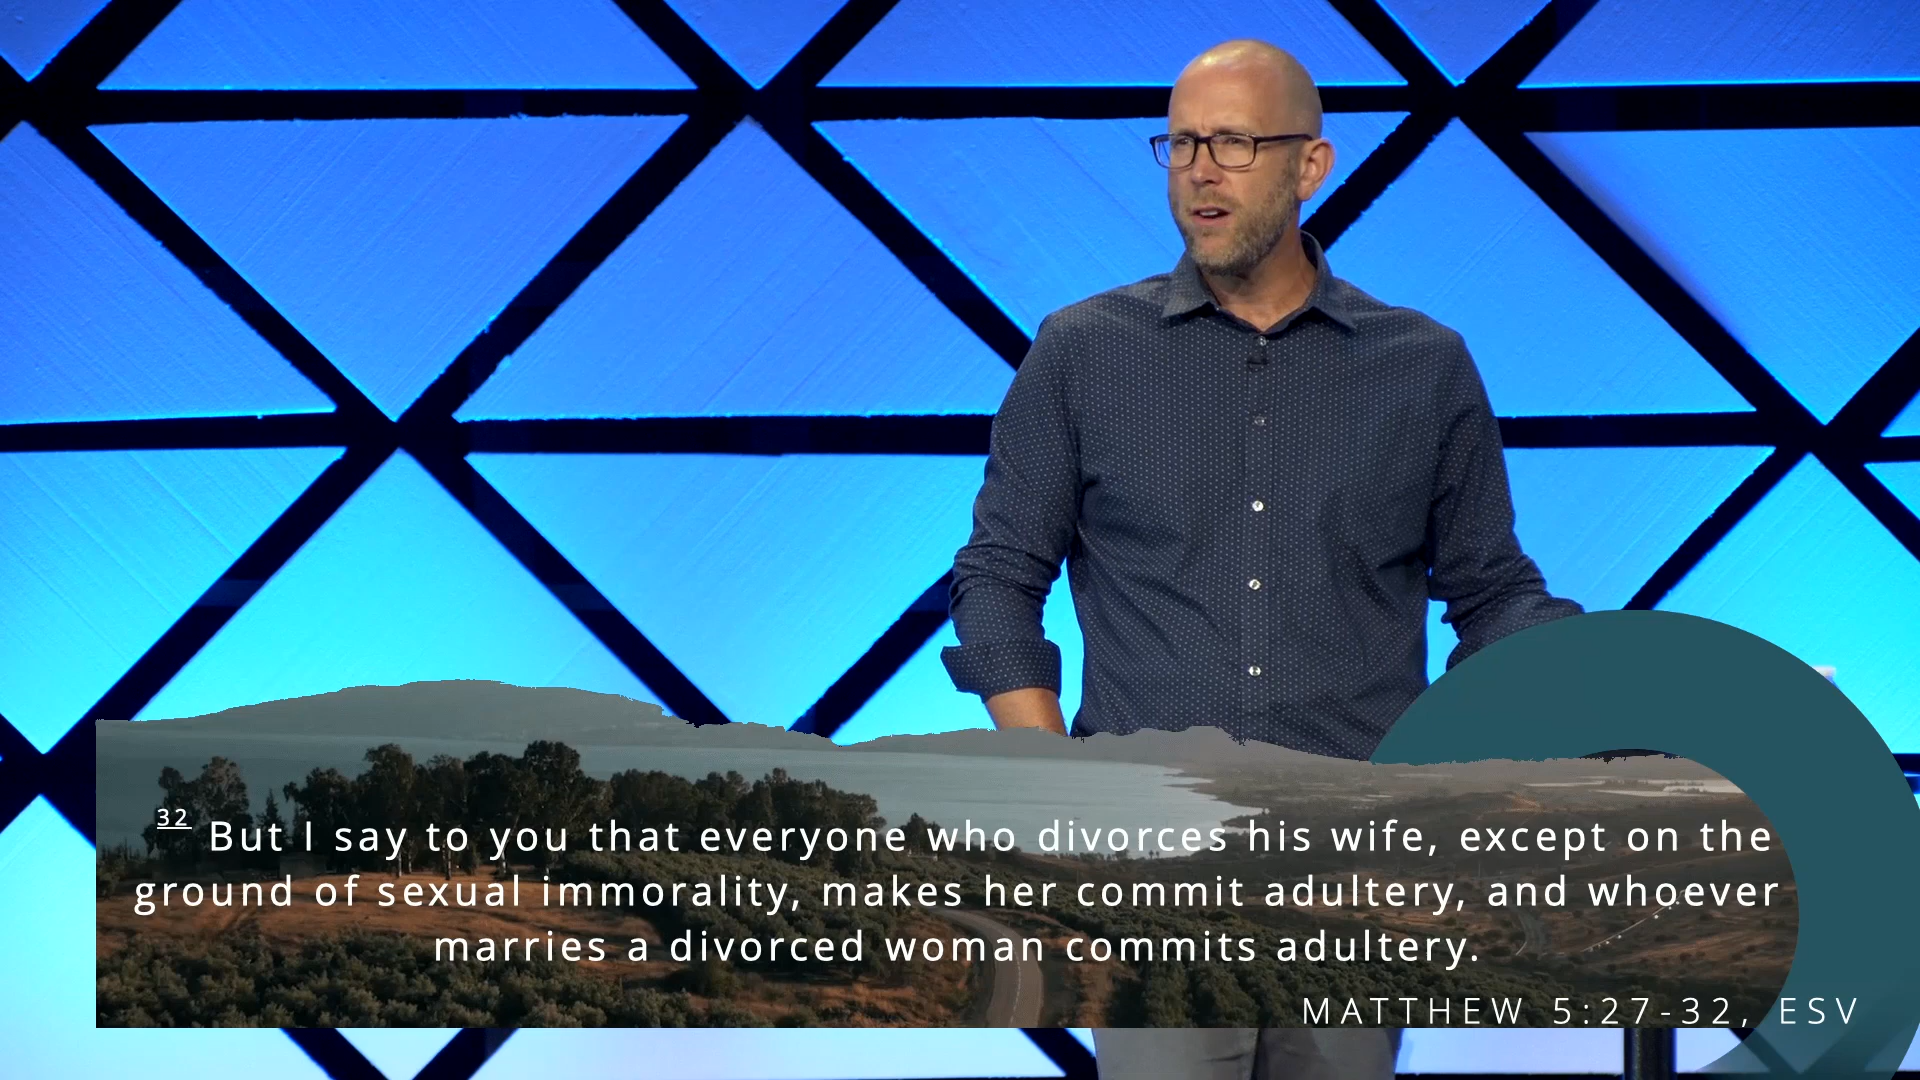 32 But I say to you that everyone who divorces his wife, except on the
ground of sexual immorality, makes her commit adultery, and whoever
marries a divorced woman commits adultery.
MATTHEW 5:27-32, ESV